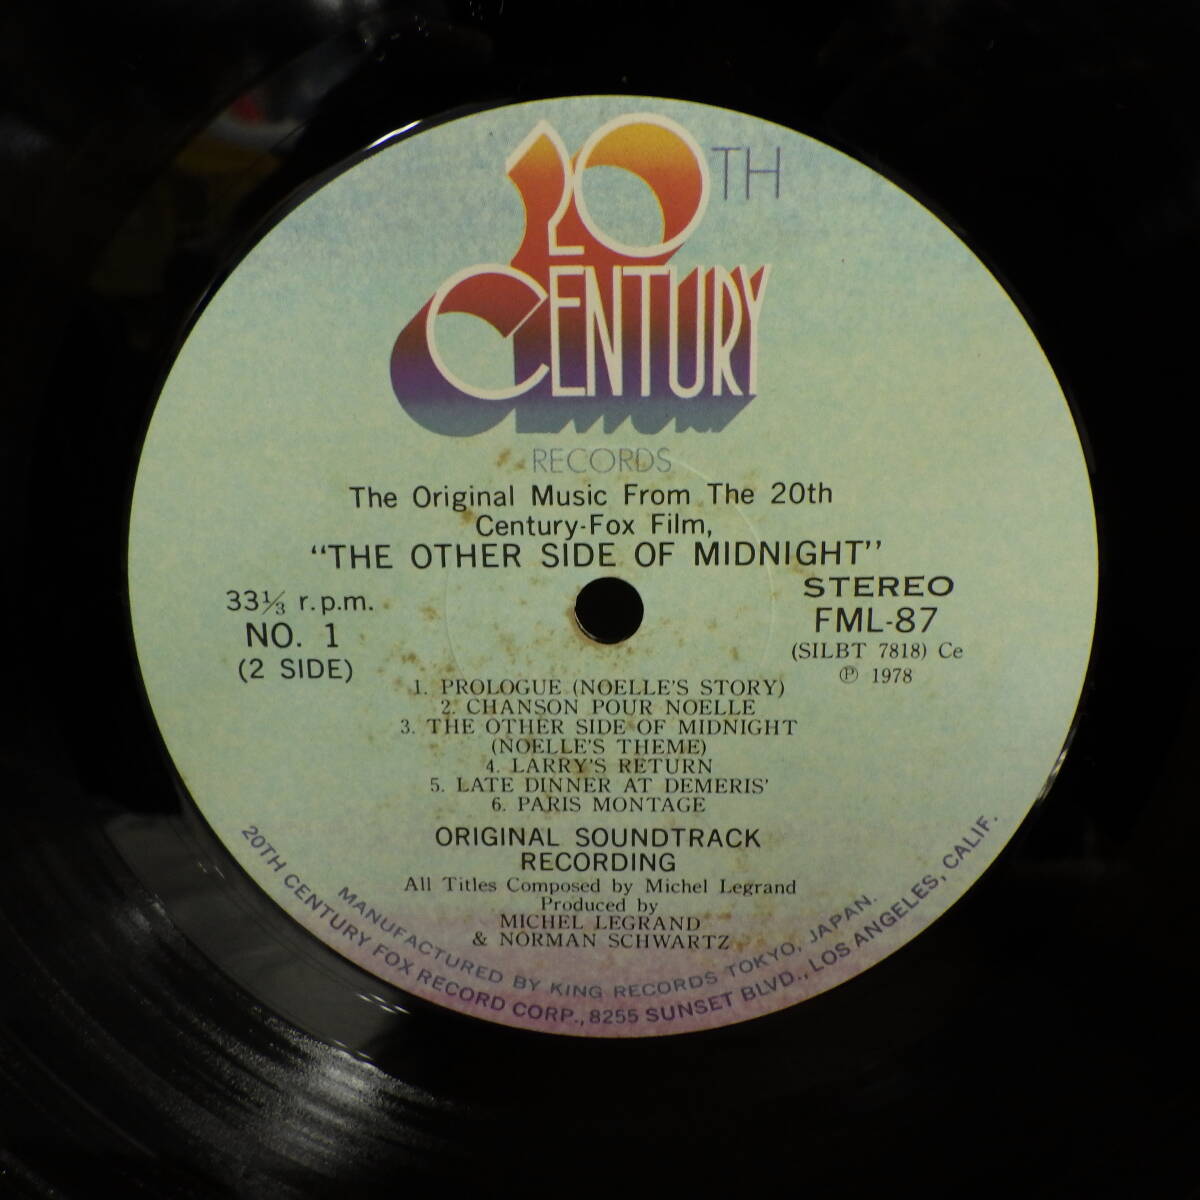 20TH
CENTURY
RECORDS
The Original Music From The 20th
Century-Fox Film,
"THE OTHER SIDE OF MIDNIGHT"
33⅓ r.p.m.
NO. 1
(2 SIDE)
STEREO
FML-87
(SILBT 7818) Ce
℗ 1978
1. PROLOGUE (NOELLE'S STORY)
2. CHANSON POUR NOELLE
3. THE OTHER SIDE OF MIDNIGHT
(NOELLE'S THEME)
4. LARRY'S RETURN
5. LATE DINNER AT DEMERIS'
6. PARIS MONTAGE
ORIGINAL SOUNDTRACK
RECORDING
All Titles Composed by Michel Legrand
Produced by
MICHEL LEGRAND
& NORMAN SCHWARTZ
MANUFACTURED BY KING RECORDS TOKYO, JAPAN.
20TH CENTURY FOX RECORD CORP., 8255 SUNSET BLVD., LOS ANGELES, CALIF.